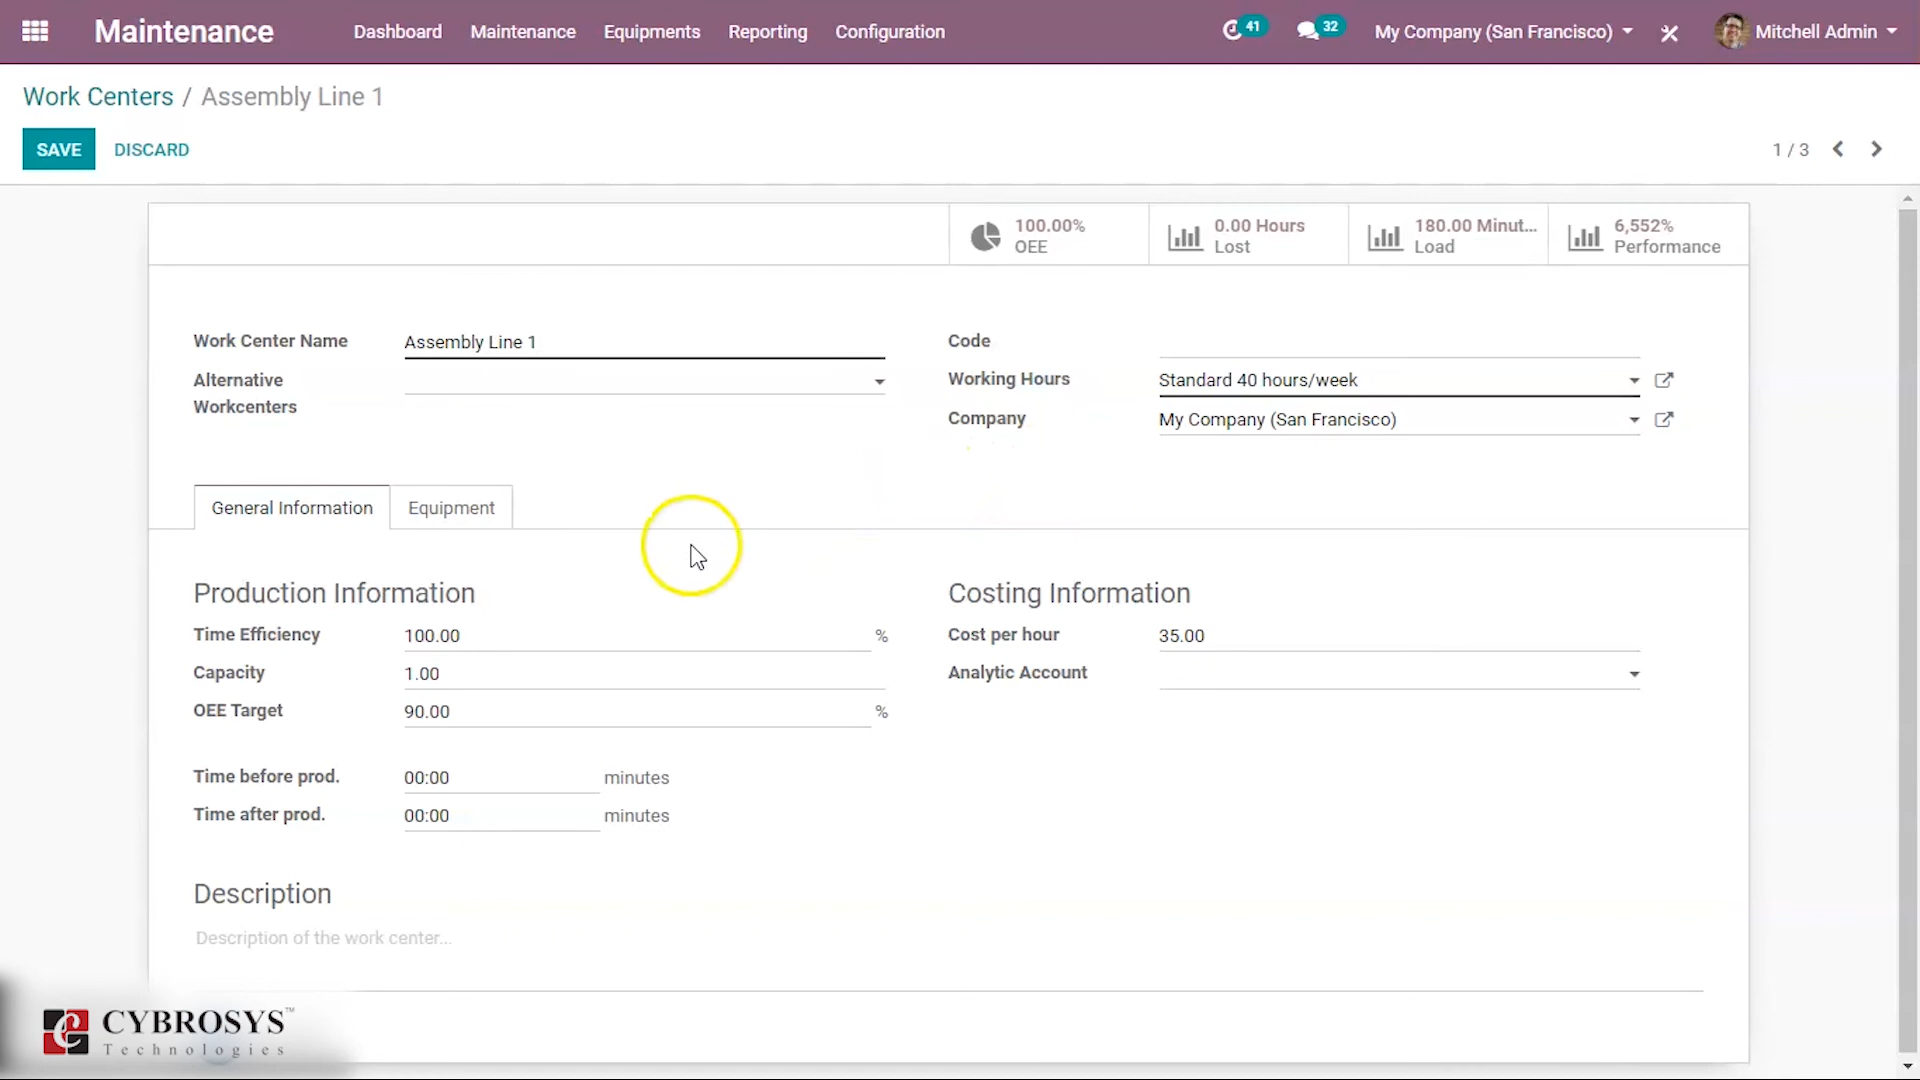 Maintenance Dashboard Maintenance Equipments Reporting Configuration 41 32 My Company (San Francisco) Mitchell Admin
Work Centers / Assembly Line 1
SAVE DISCARD 1 / 3
100.00% 0.00 Hours 180.00 Minut... 6,552%
OEE Lost Load Performance
Work Center Name Assembly Line 1 Code
Alternative Working Hours Standard 40 hours/week
Workcenters Company My Company (San Francisco)
General Information Equipment
Production Information Costing Information
Time Efficiency 100.00 % Cost per hour 35.00
Capacity 1.00 Analytic Account
OEE Target 90.00 %
Time before prod. 00:00 minutes
Time after prod. 00:00 minutes
Description
Description of the work center...
CYBROSYS™
Technologies